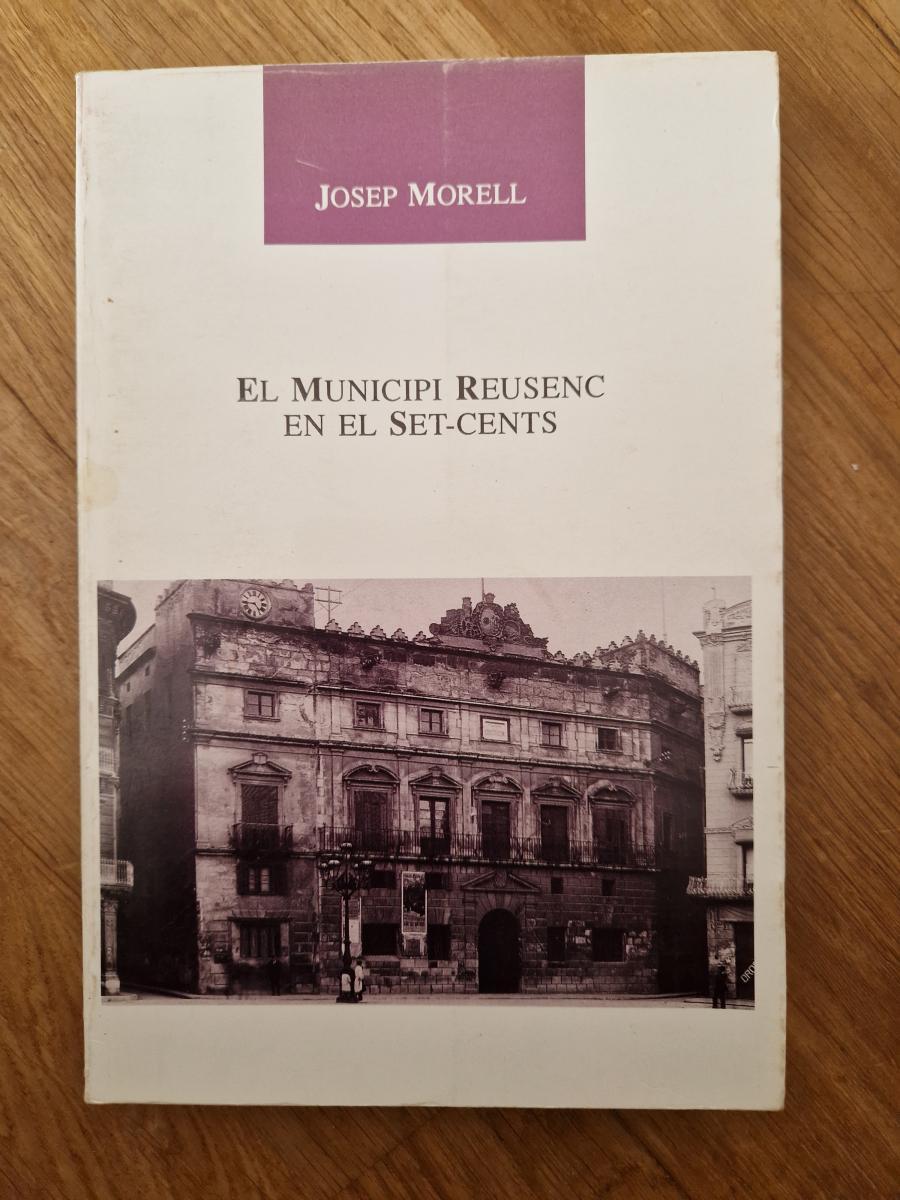 JOSEP MORELL
EL MUNICIPI REUSENC
EN EL SET-CENTS